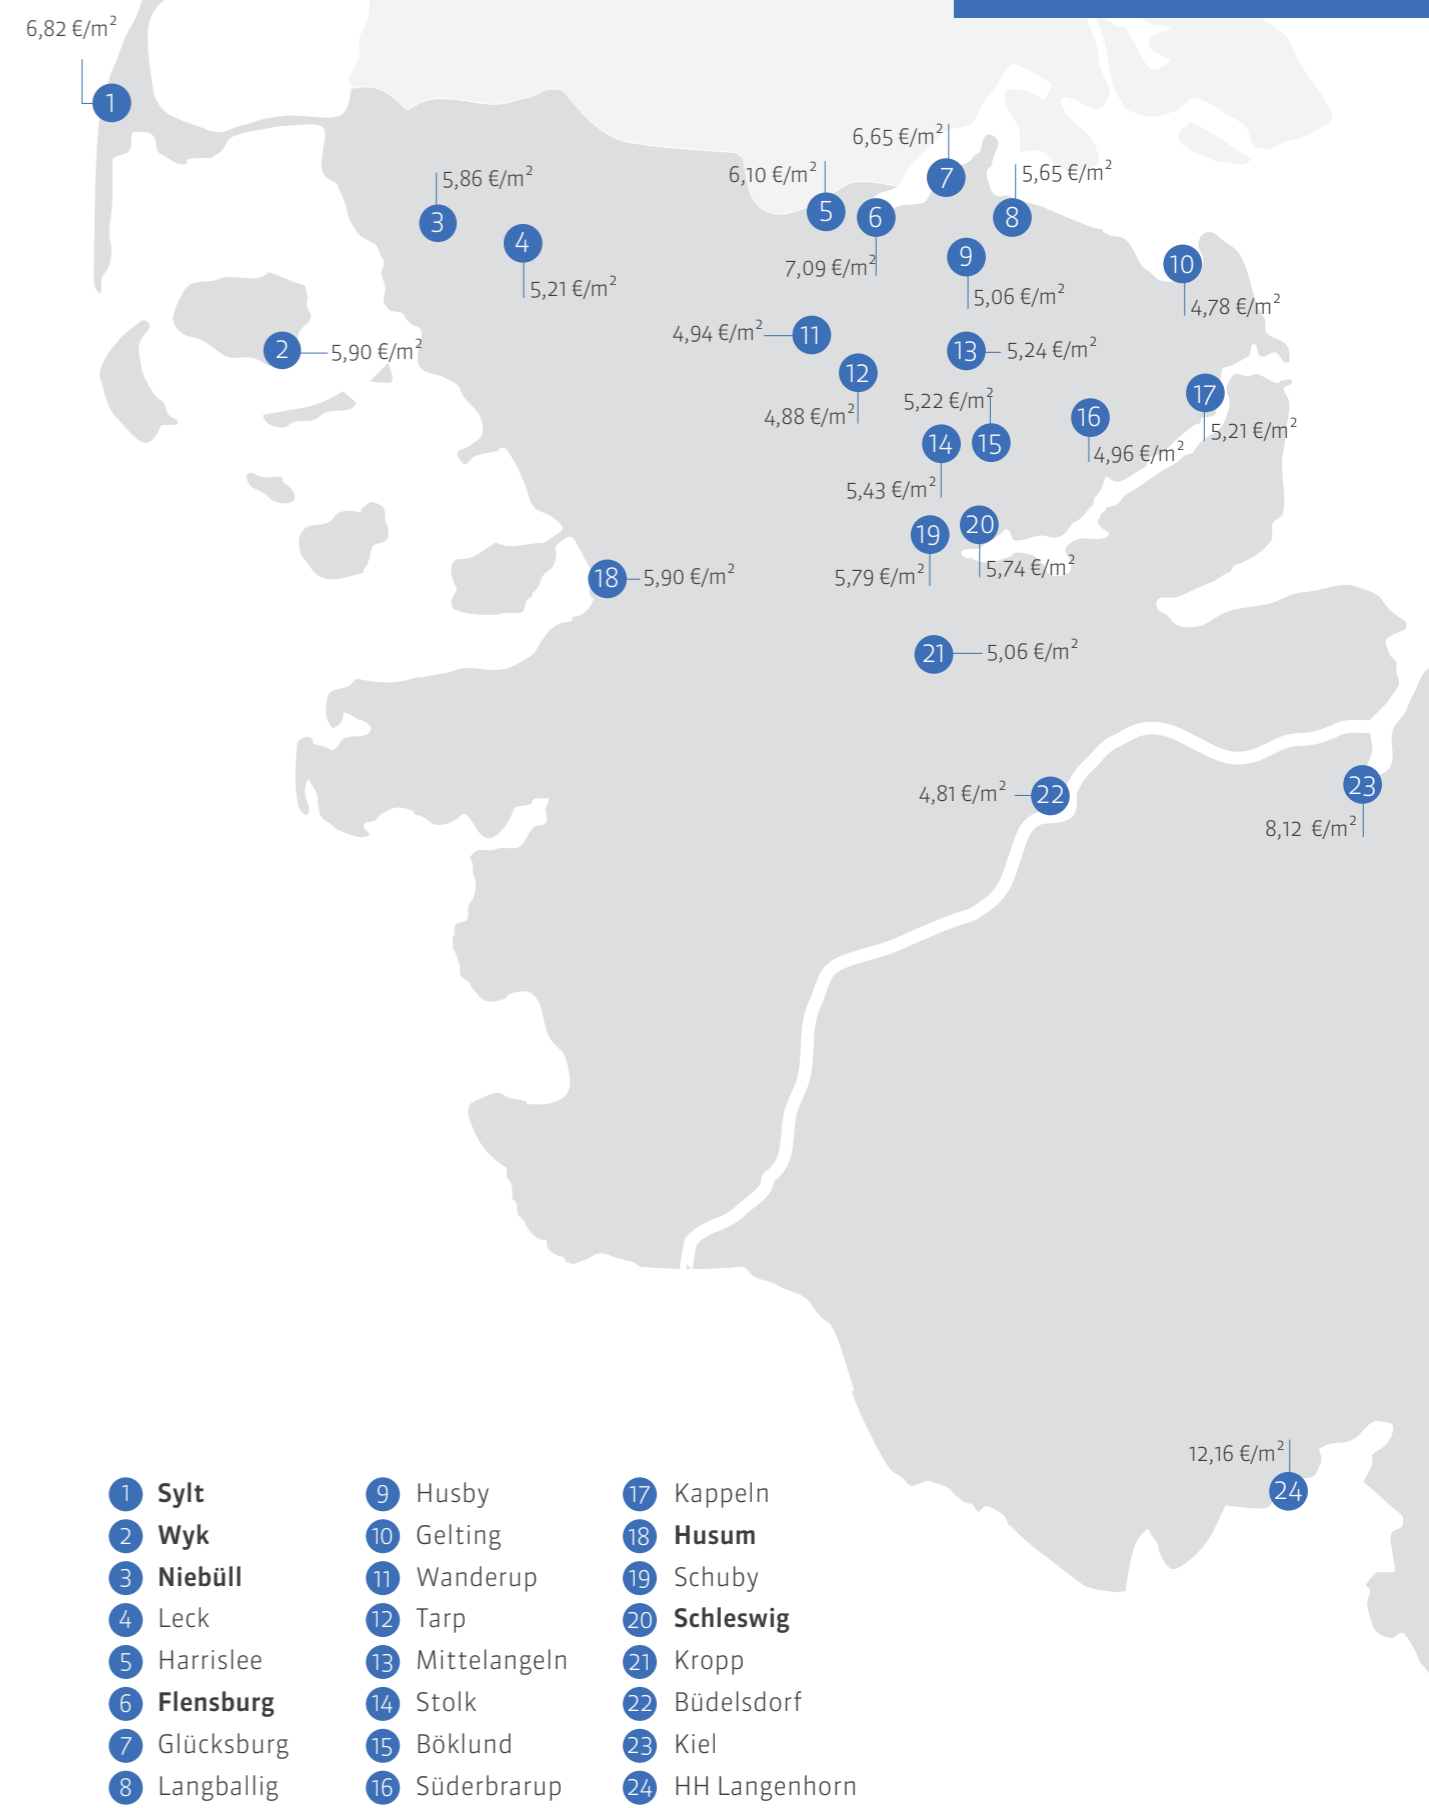 6,82 €/m²
1
6,65 €/m²
6,10 €/m²
5,65 €/m²
5,86 €/m²
7
5
6
8
3
4
7,09 €/m²
9
10
5,21 €/m²
5,06 €/m²
4,78 €/m²
4,94 €/m²
11
2
5,90 €/m²
13
5,24 €/m²
12
17
5,22 €/m²
4,88 €/m²
16
5,21 €/m²
14
15
4,96 €/m²
5,43 €/m²
19
20
18
5,90 €/m²
5,79 €/m²
5,74 €/m²
21
5,06 €/m²
4,81 €/m²
22
23
8,12 €/m²
12,16 €/m²
24
1 Sylt
2 Wyk
3 Niebüll
4 Leck
5 Harrislee
6 Flensburg
7 Glücksburg
8 Langballig
9 Husby
10 Gelting
11 Wanderup
12 Tarp
13 Mittelangeln
14 Stolk
15 Böklund
16 Süderbrarup
17 Kappeln
18 Husum
19 Schuby
20 Schleswig
21 Kropp
22 Büdelsdorf
23 Kiel
24 HH Langenhorn